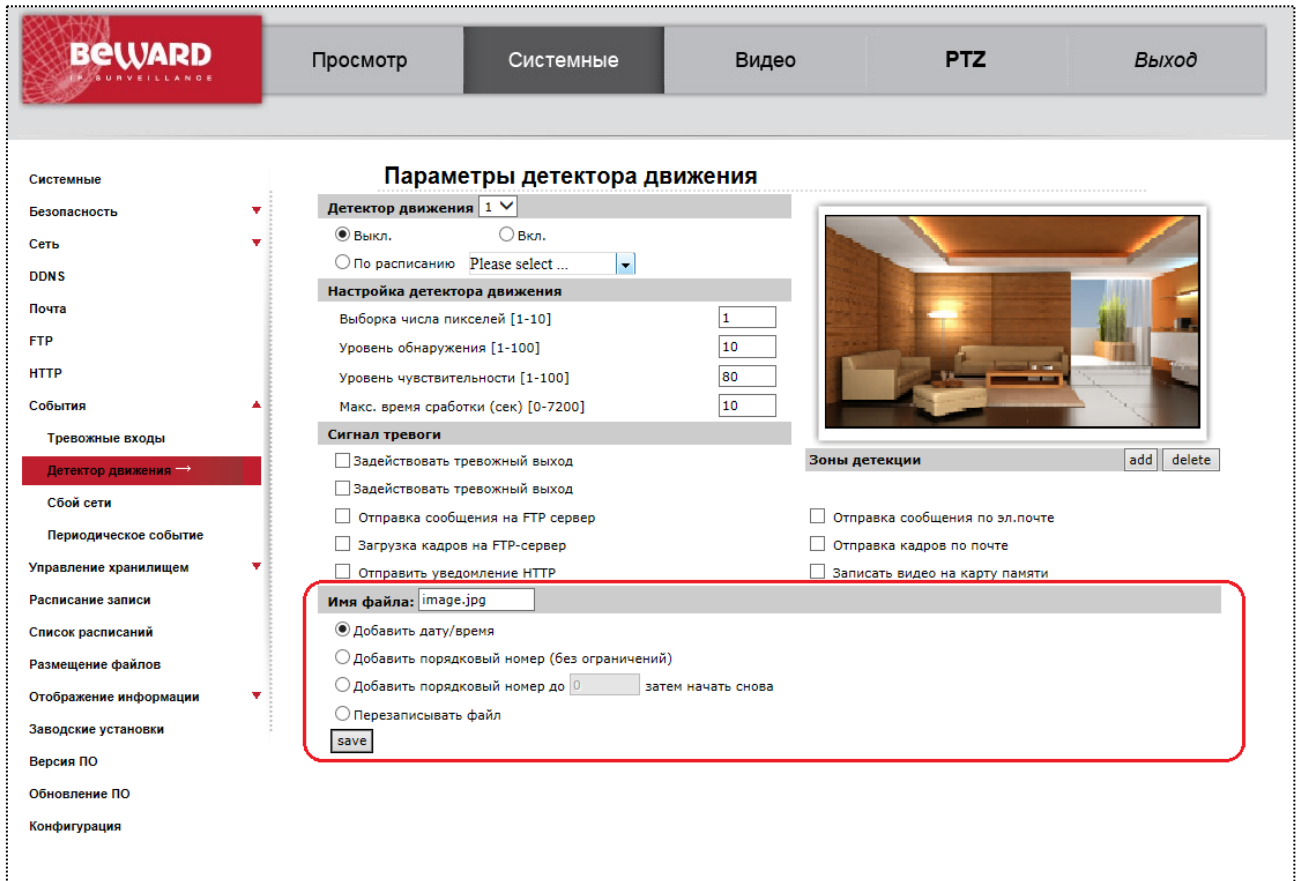 BEWARD
IP SURVEILLANCE
Просмотр
Системные
Видео
PTZ
Выход
Системные
Безопасность
Сеть
DDNS
Почта
FTP
HTTP
События
Тревожные входы
Детектор движения →
Сбой сети
Периодическое событие
Управление хранилищем
Расписание записи
Список расписаний
Размещение файлов
Отображение информации
Заводские установки
Версия ПО
Обновление ПО
Конфигурация
Параметры детектора движения
Детектор движения 1
Выкл. Вкл.
По расписанию Please select ...
Настройка детектора движения
Выборка числа пикселей [1-10] 1
Уровень обнаружения [1-100] 10
Уровень чувствительности [1-100] 80
Макс. время сработки (сек) [0-7200] 10
Сигнал тревоги
Зоны детекции add delete
Задействовать тревожный выход
Задействовать тревожный выход
Отправка сообщения на FTP сервер Отправка сообщения по эл.почте
Загрузка кадров на FTP-сервер Отправка кадров по почте
Отправить уведомление HTTP Записать видео на карту памяти
Имя файла: image.jpg
Добавить дату/время
Добавить порядковый номер (без ограничений)
Добавить порядковый номер до 0 затем начать снова
Перезаписывать файл
save